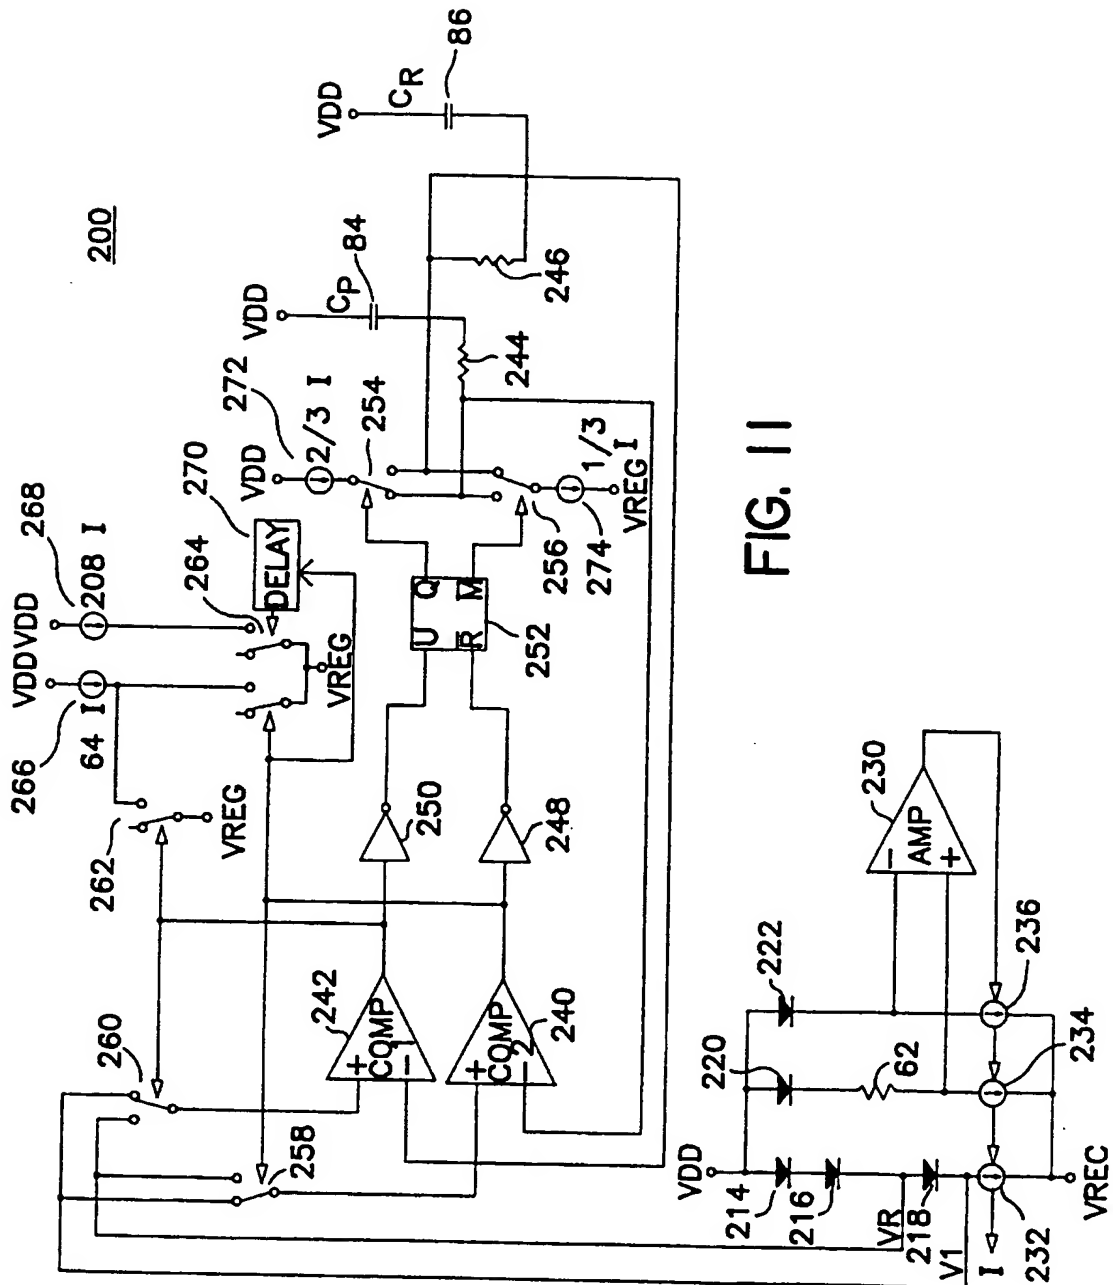 200
VDD
CR
86
VDD
CP
84
272
VDD
2/3 I
254
246
244
268
270
264
VDD
VDD
208 I
DELAY
266
64 I
VREG
262
VREG
250
248
U
Q
R
M
252
256
1/3 I
274
VREG
260
242
COMP
1
+
-
COMP
2
+
-
240
258
FIG. 11
VDD
220
222
230
AMP
-
+
214
216
62
VR
218
V1
I
232
234
236
VREC